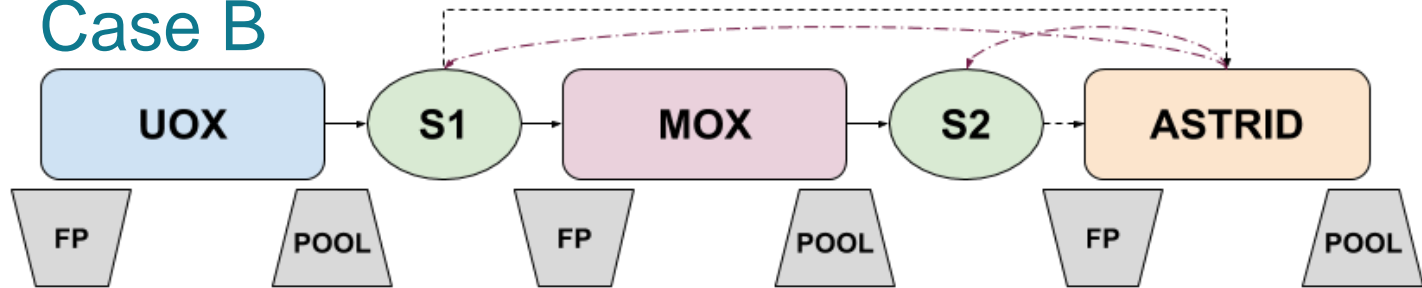 Case B
UOX
S1
MOX
S2
ASTRID
FP
POOL
FP
POOL
FP
POOL